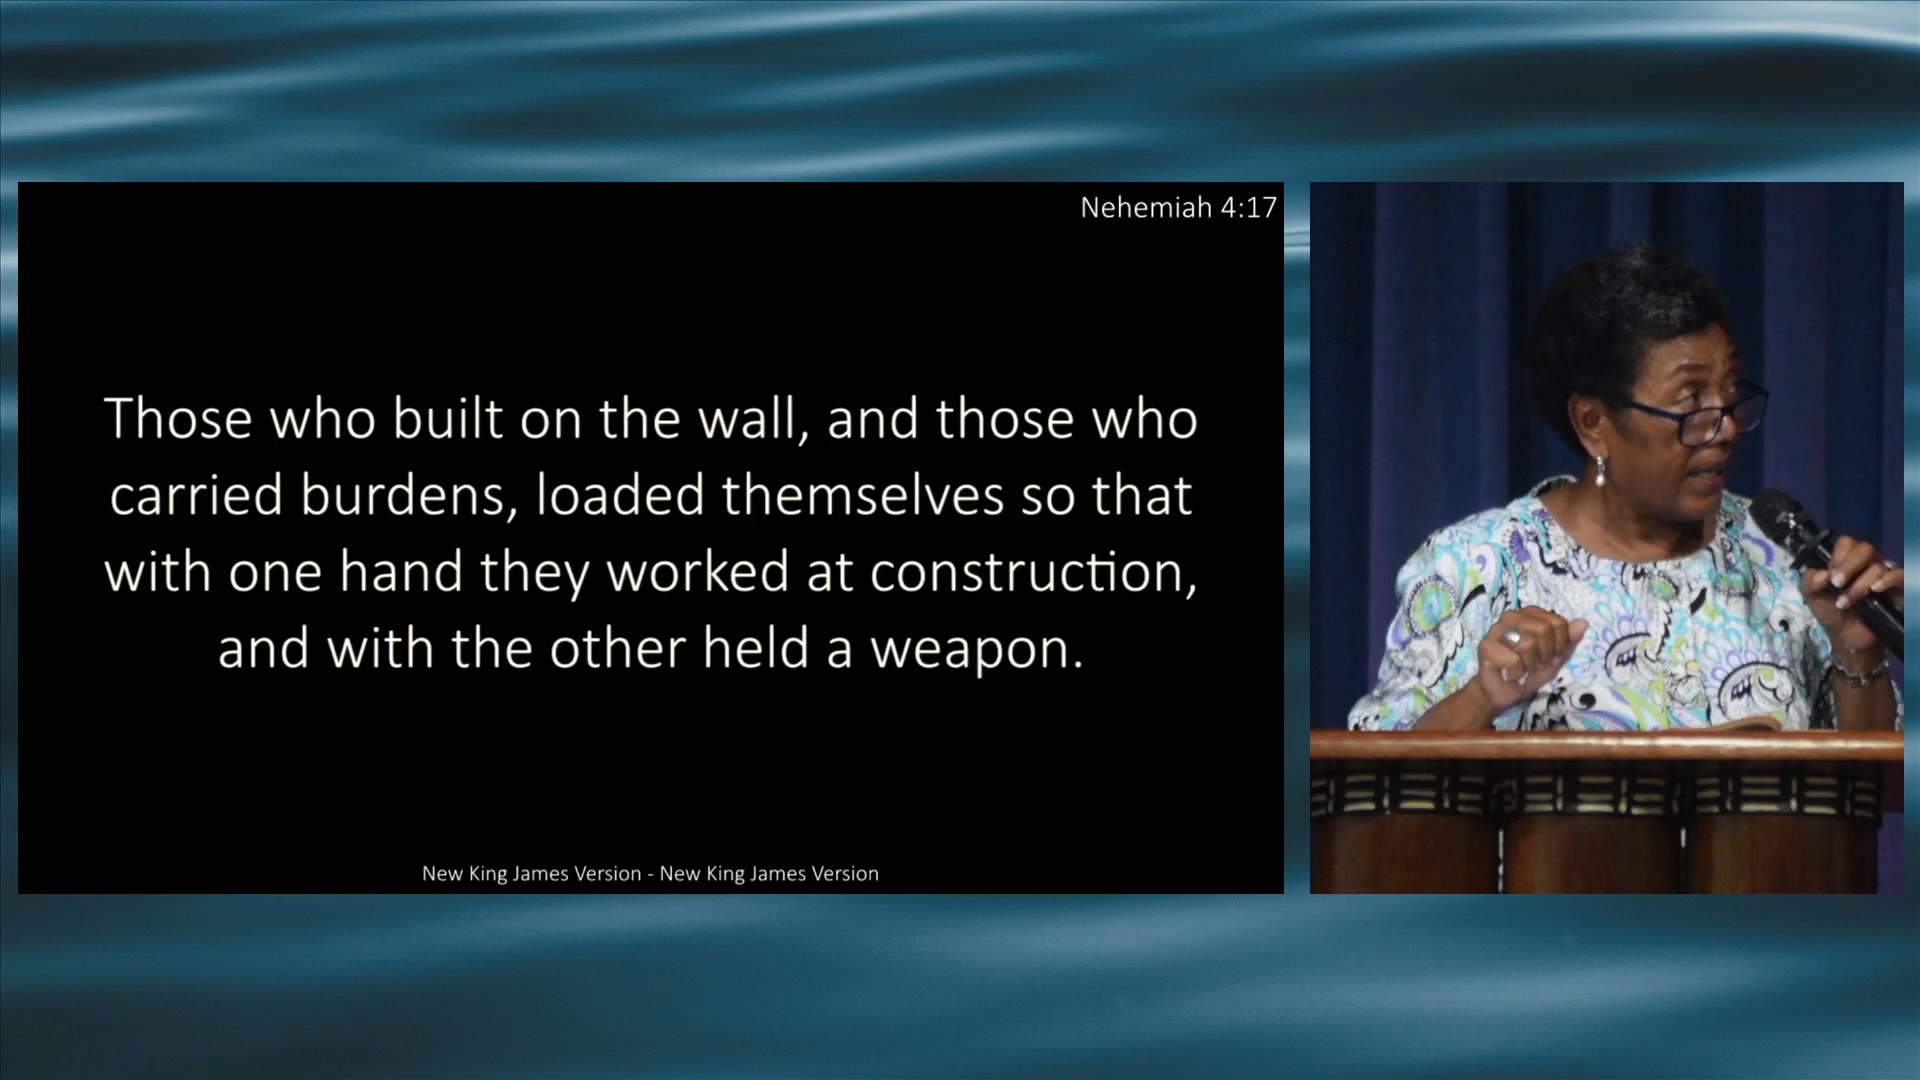 Nehemiah 4:17
Those who built on the wall, and those who
carried burdens, loaded themselves so that
with one hand they worked at construction,
and with the other held a weapon.
New King James Version - New King James Version